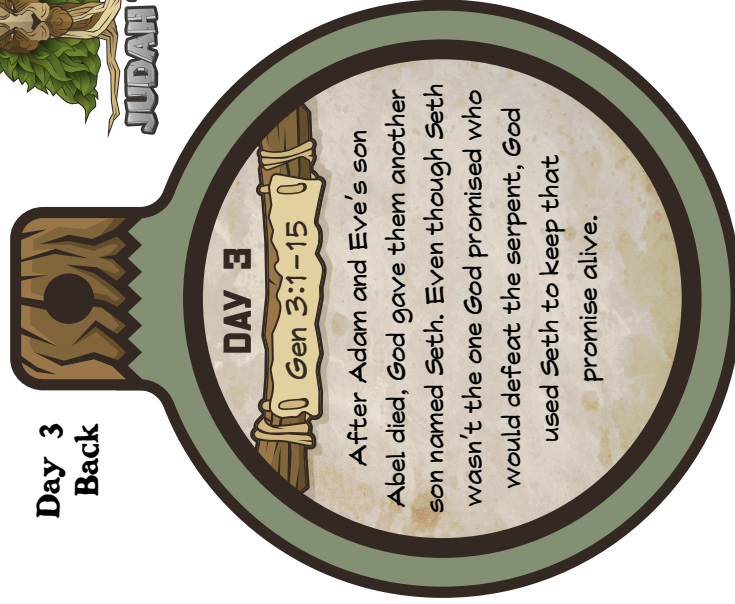 JUDAH
Day 3
Back
DAY 3
Gen 3:1-15
After Adam and Eve's son
Abel died, God gave them another
son named Seth. Even though Seth
wasn't the one God promised who
would defeat the serpent, God
used Seth to keep that
promise alive.